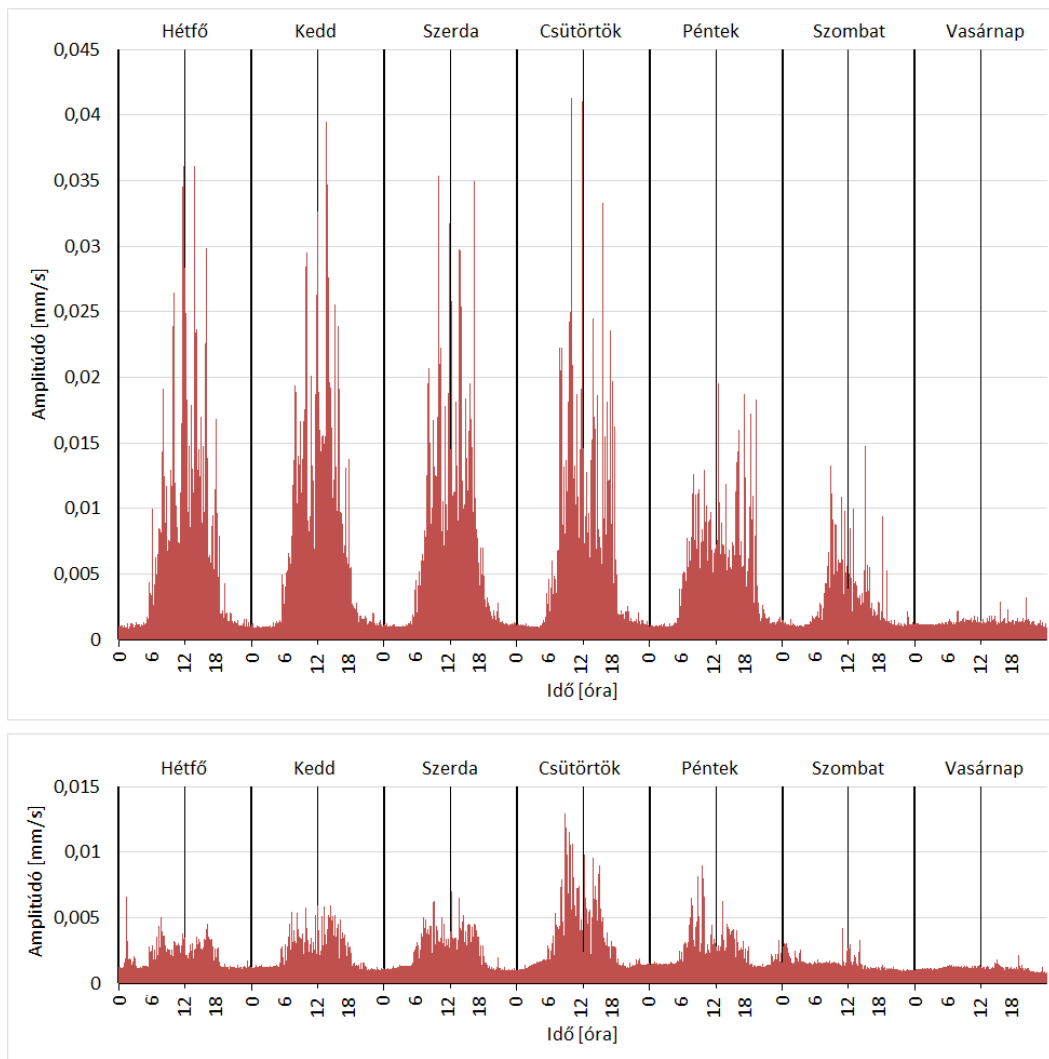 Hétfő Kedd Szerda Csütörtök Péntek Szombat Vasárnap
0,045
0,04
0,035
0,03
0,025
0,02
0,015
0,01
0,005
0
Amplitúdó [mm/s]
0 6 12 18 0 6 12 18 0 6 12 18 0 6 12 18 0 6 12 18 0 6 12 18 0 6 12 18
Idő [óra]
Hétfő Kedd Szerda Csütörtök Péntek Szombat Vasárnap
0,015
0,01
0,005
0
Amplitúdó [mm/s]
0 6 12 18 0 6 12 18 0 6 12 18 0 6 12 18 0 6 12 18 0 6 12 18 0 6 12 18
Idő [óra]